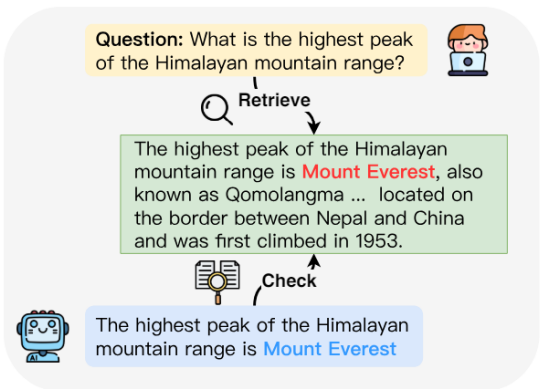 Question: What is the highest peak
of the Himalayan mountain range?
Retrieve
The highest peak of the Himalayan
mountain range is Mount Everest, also
known as Qomolangma ... located on
the border between Nepal and China
and was first climbed in 1953.
Check
The highest peak of the Himalayan
mountain range is Mount Everest
AI